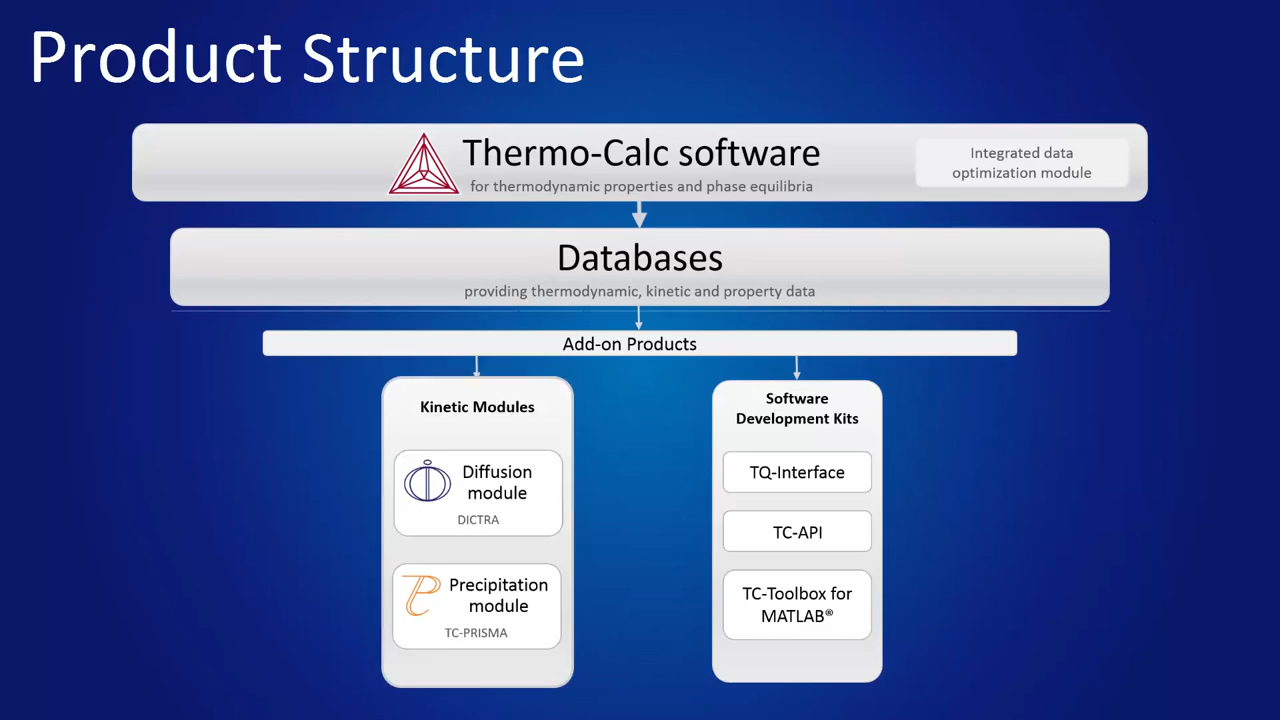 Product Structure
Thermo-Calc software
for thermodynamic properties and phase equilibria
Integrated data
optimization module
Databases
providing thermodynamic, kinetic and property data
Add-on Products
Kinetic Modules
Diffusion
module
DICTRA
Precipitation
module
TC-PRISMA
Software
Development Kits
TQ-Interface
TC-API
TC-Toolbox for
MATLAB®